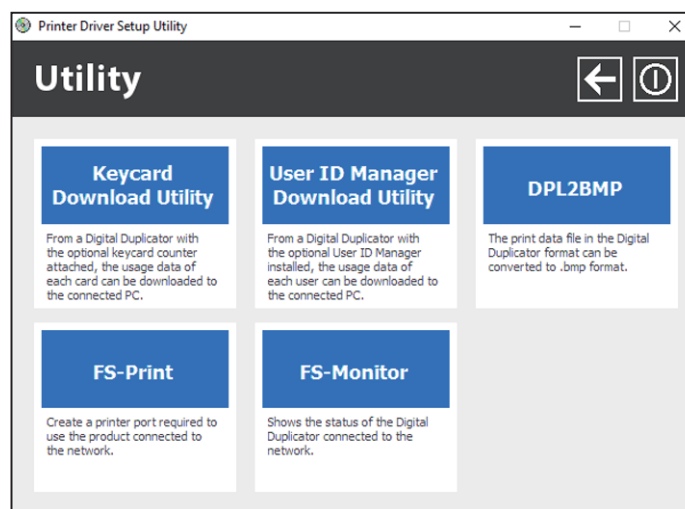 Printer Driver Setup Utility
Utility
Keycard
Download Utility
From a Digital Duplicator with
the optional keycard counter
attached, the usage data of
each card can be downloaded to
the connected PC.
User ID Manager
Download Utility
From a Digital Duplicator with
the optional User ID Manager
installed, the usage data of
each user can be downloaded to
the connected PC.
DPL2BMP
The print data file in the Digital
Duplicator format can be
converted to .bmp format.
FS-Print
Create a printer port required to
use the product connected to
the network.
FS-Monitor
Shows the status of the Digital
Duplicator connected to the
network.